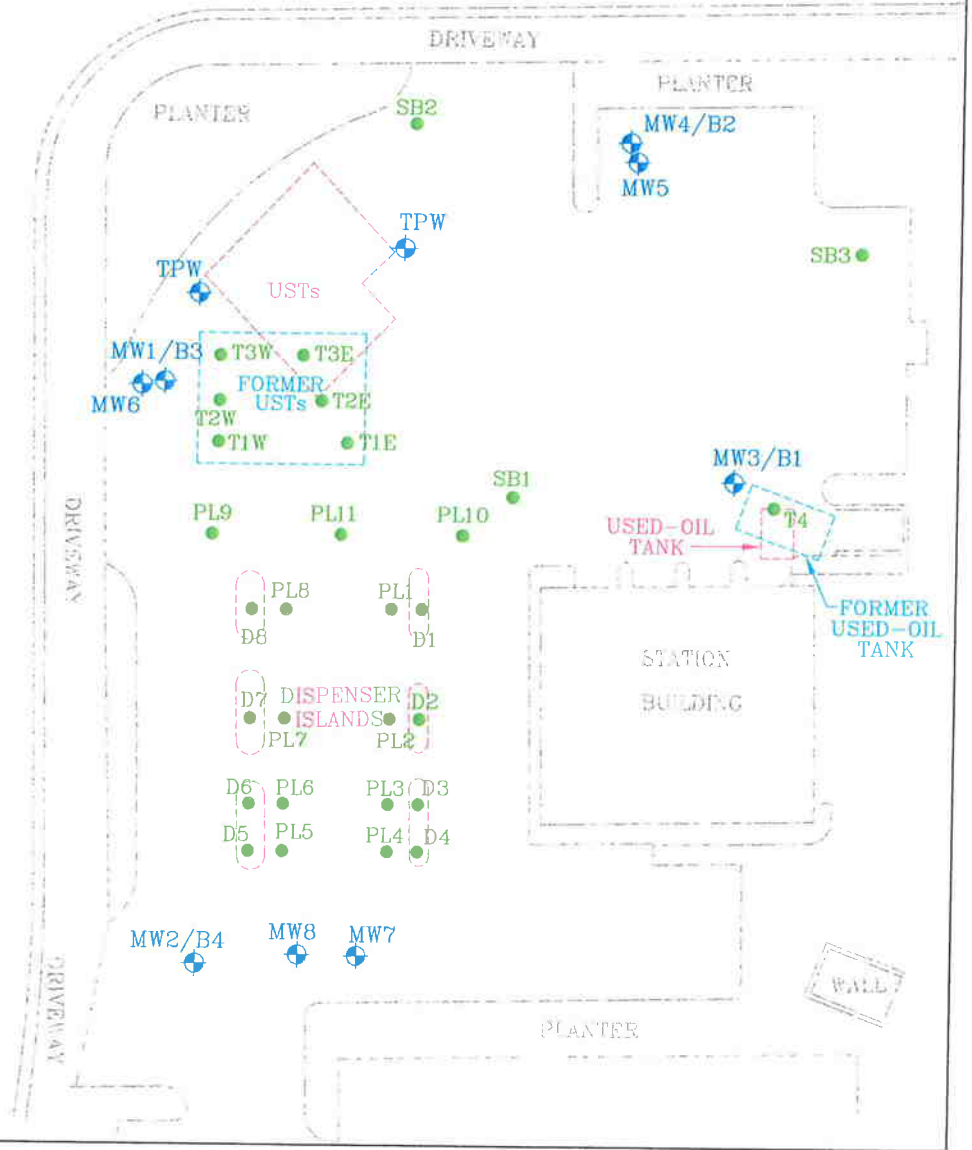 DRIVEWAY
PLANTER
PLANTER
SB2
MW4/B2
MW5
TPW
TPW
SB3
USTs
MW1/B3
MW6
T3W
T3E
FORMER
USTs
T2W
T2E
T1W
T1E
MW3/B1
SB1
T4
USED-OIL
TANK
PL9
PL11
PL10
DRIVEWAY
FORMER
USED-OIL
TANK
PL8
PL1
D8
D1
STATION
BUILDING
D7
DISPENSER
ISLANDS
D2
PL7
PL2
D6
PL6
PL3
D3
D5
PL5
PL4
D4
MW2/B4
MW8
MW7
DRIVEWAY
WALL
PLANTER